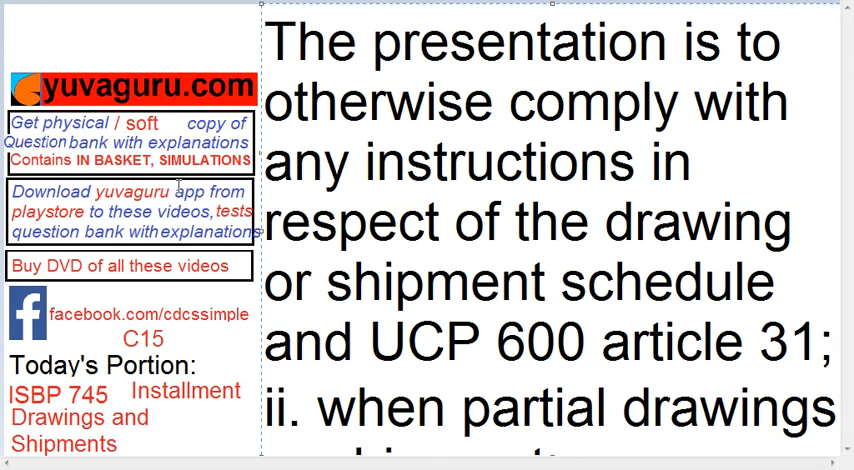 yuvaguru.com
Get physical / soft copy of
Question bank with explanations
Contains IN BASKET, SIMULATIONS
Download yuvaguru app from
playstore to these videos, tests
question bank with explanations
Buy DVD of all these videos
facebook.com/cdcssimple
C15
Today's Portion:
ISBP 745 Installment
Drawings and
Shipments
The presentation is to
otherwise comply with
any instructions in
respect of the drawing
or shipment schedule
and UCP 600 article 31;
ii. when partial drawings